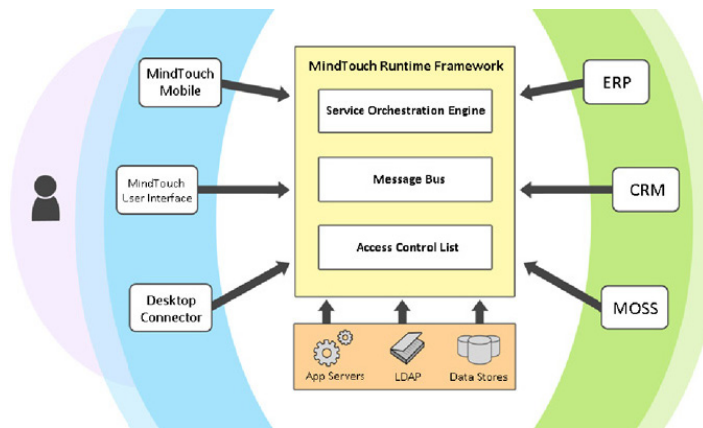 MindTouch
Mobile
MindTouch
User Interface
Desktop
Connector
MindTouch Runtime Framework
Service Orchestration Engine
Message Bus
Access Control List
App Servers
LDAP
Data Stores
ERP
CRM
MOSS